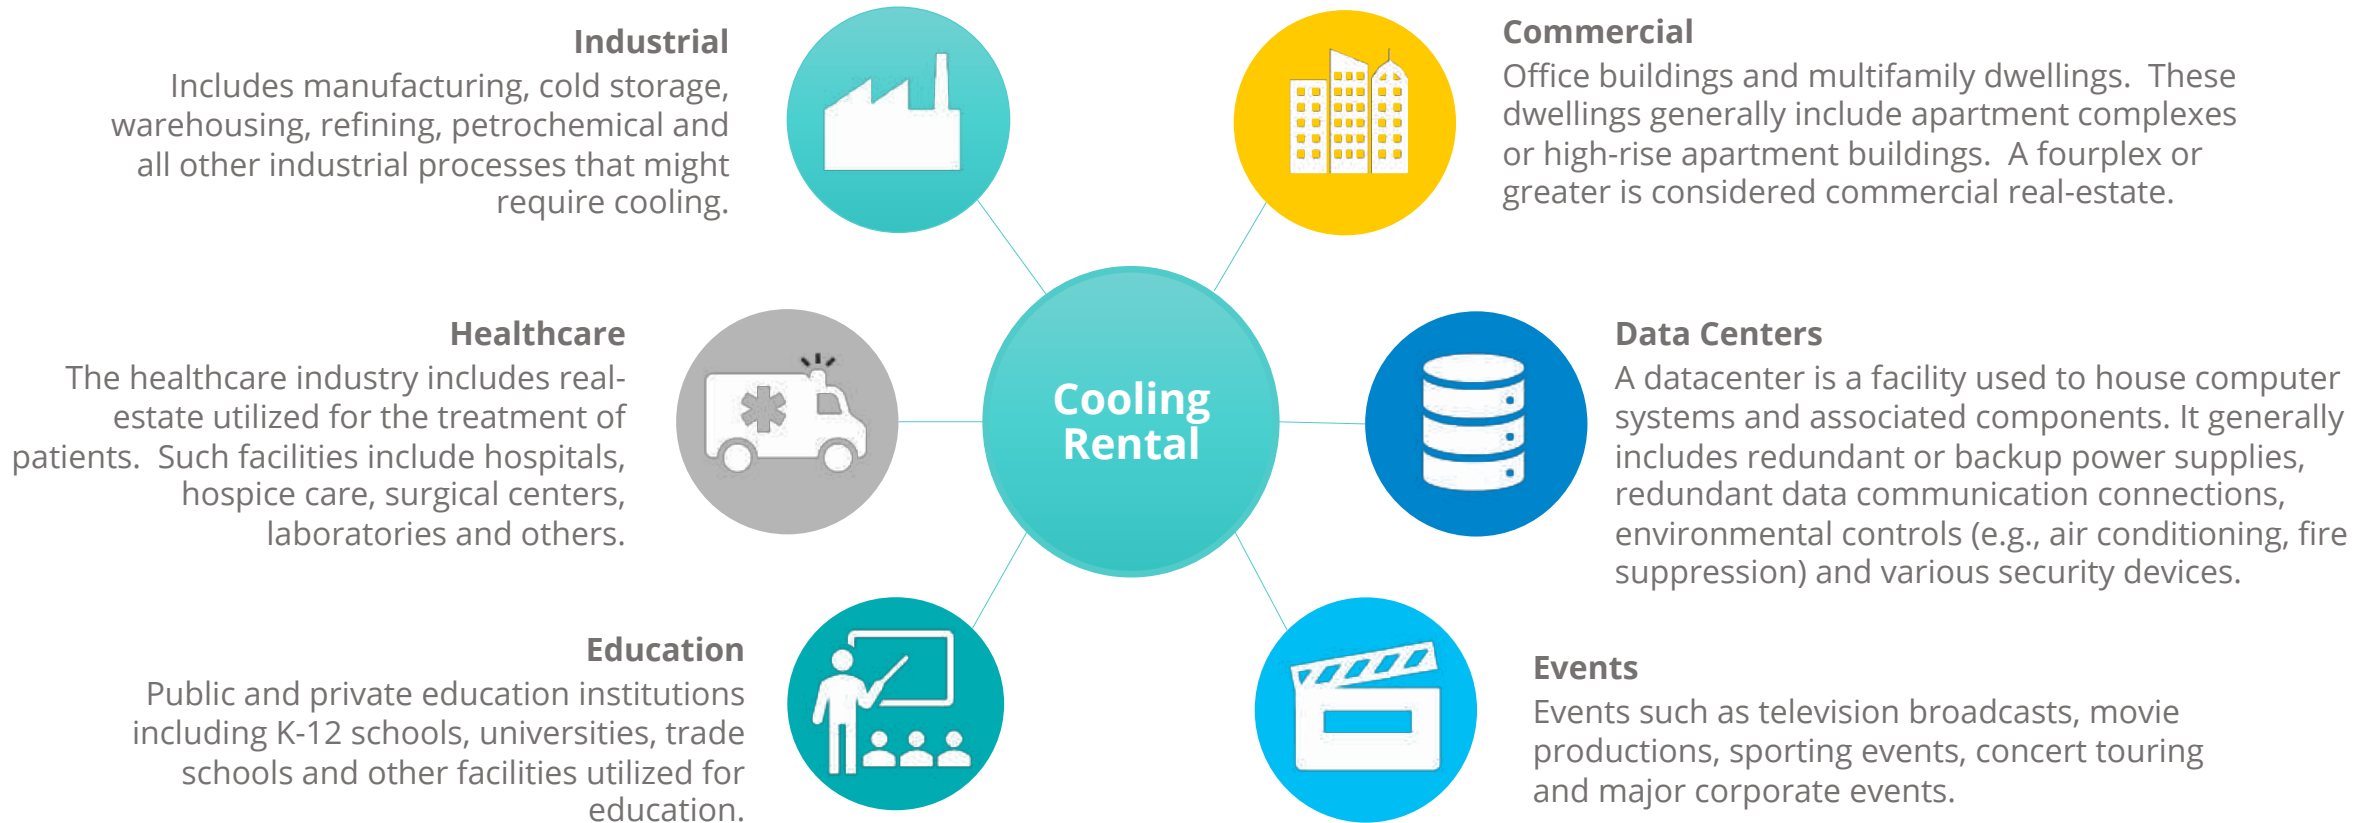 Industrial
Includes manufacturing, cold storage,
warehousing, refining, petrochemical and
all other industrial processes that might
require cooling.
Commercial
Office buildings and multifamily dwellings.  These
dwellings generally include apartment complexes
or high-rise apartment buildings.  A fourplex or
greater is considered commercial real-estate.
Healthcare
The healthcare industry includes real-
estate utilized for the treatment of
patients.  Such facilities include hospitals,
hospice care, surgical centers,
laboratories and others.
Cooling
Rental
Data Centers
A datacenter is a facility used to house computer
systems and associated components. It generally
includes redundant or backup power supplies,
redundant data communication connections,
environmental controls (e.g., air conditioning, fire
suppression) and various security devices.
Education
Public and private education institutions
including K-12 schools, universities, trade
schools and other facilities utilized for
education.
Events
Events such as television broadcasts, movie
productions, sporting events, concert touring
and major corporate events.